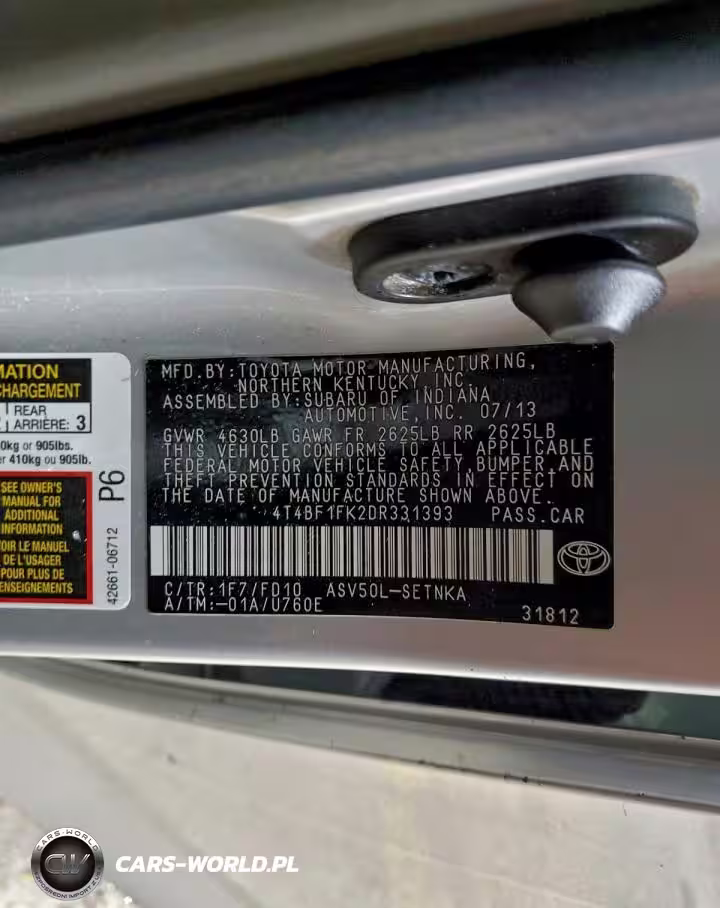 MATION
CHARGEMENT
REAR
ARRIÈRE: 3
0kg or 905lbs.
er 410kg ou 905lb.
SEE OWNER'S
MANUAL FOR
ADDITIONAL
INFORMATION
OIR LE MANUEL
DE L'USAGER
POUR PLUS DE
ENSEIGNEMENTS
P6
42661-06712
MFD.BY:TOYOTA MOTOR MANUFACTURING,
NORTHERN KENTUCKY,INC.
ASSEMBLED BY:SUBARU OF INDIANA
AUTOMOTIVE,INC. 07/13
GVWR 4630LB GAWR FR 2625LB RR 2625LB
THIS VEHICLE CONFORMS TO ALL APPLICABLE
FEDERAL MOTOR VEHICLE SAFETY,BUMPER,AND
THEFT PREVENTION STANDARDS IN EFFECT ON
THE DATE OF MANUFACTURE SHOWN ABOVE.
4T4BF1FK2DR331393 PASS.CAR
C/TR:1F7/FD10 ASV50L-SETNKA
A/TM:-01A/U760E
31812
CARS-WORLD
CW
CARS-WORLD.PL